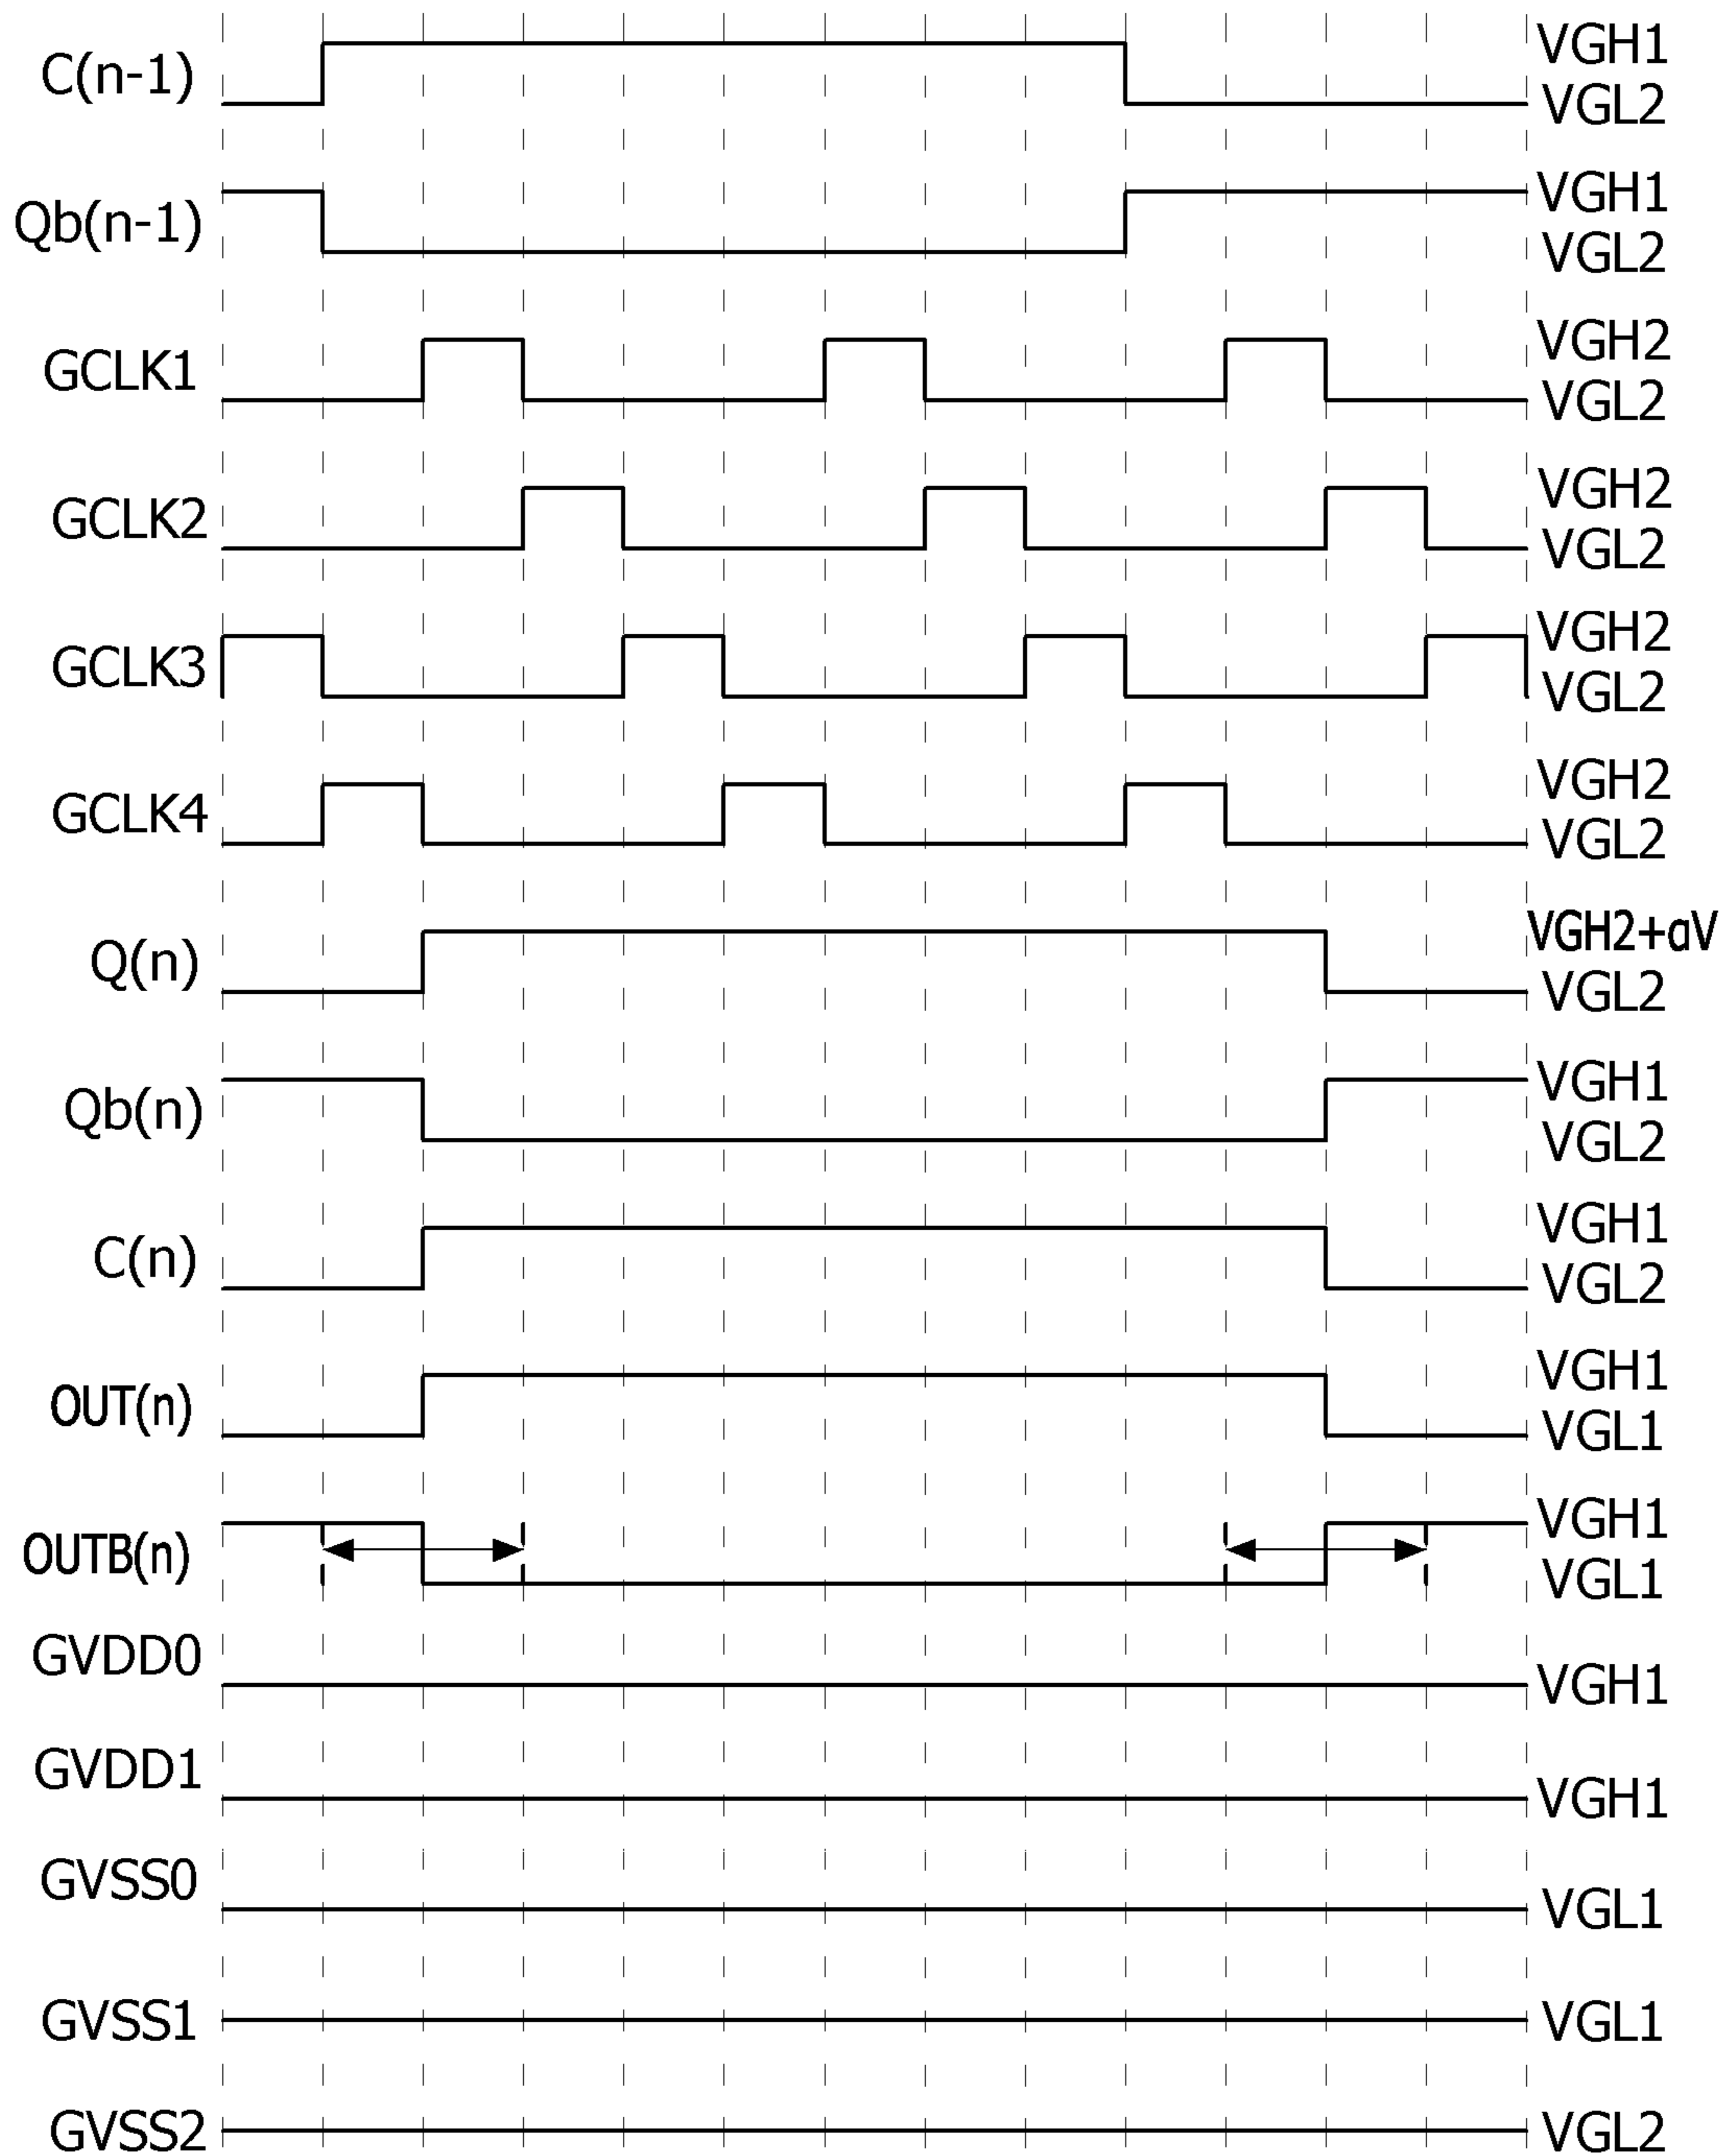 C(n-1) VGH1
VGL2
Qb(n-1) VGH1
VGL2
GCLK1 VGH2
VGL2
GCLK2 VGH2
VGL2
GCLK3 VGH2
VGL2
GCLK4 VGH2
VGL2
Q(n) VGH2+αV
VGL2
Qb(n) VGH1
VGL2
C(n) VGH1
VGL2
OUT(n) VGH1
VGL1
OUTB(n) VGH1
VGL1
GVDD0 VGH1
GVDD1 VGH1
GVSS0 VGL1
GVSS1 VGL1
GVSS2 VGL2